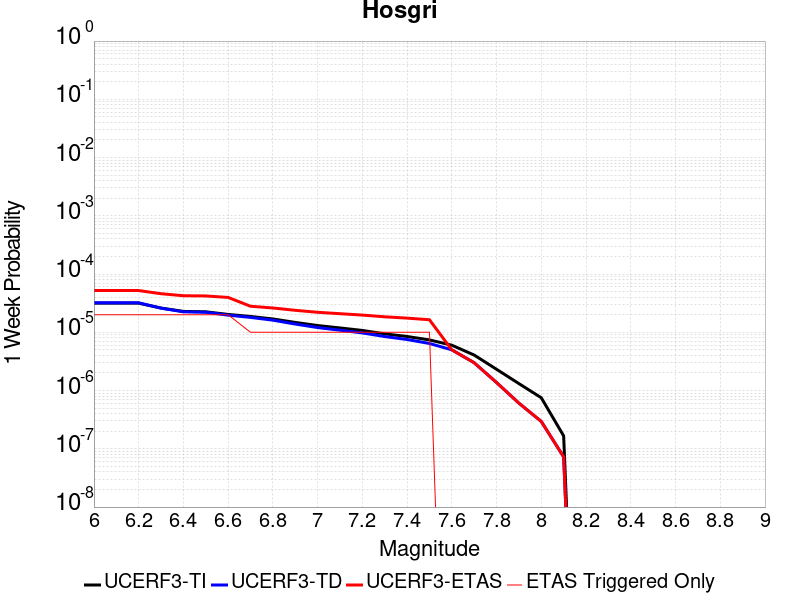 Hosgri
10^0
10^-1
10^-2
10^-3
10^-4
10^-5
10^-6
10^-7
10^-8
1 Week Probability
6 6.2 6.4 6.6 6.8 7 7.2 7.4 7.6 7.8 8 8.2 8.4 8.6 8.8 9
Magnitude
UCERF3-TI UCERF3-TD UCERF3-ETAS ETAS Triggered Only